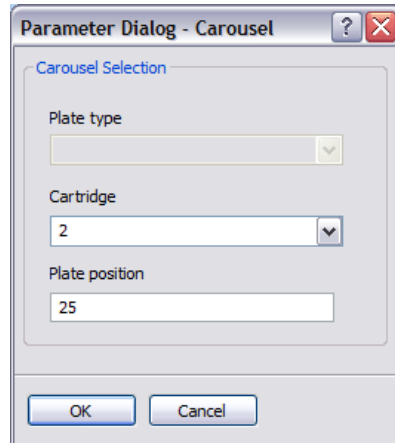 Parameter Dialog - Carousel
Carousel Selection
Plate type
Cartridge
2
Plate position
25
OK Cancel